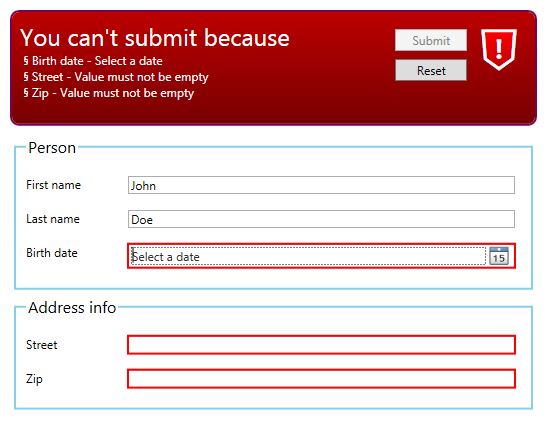 You can't submit because
§ Birth date - Select a date
§ Street - Value must not be empty
§ Zip - Value must not be empty
Submit
Reset
!
Person
First name John
Last name Doe
Birth date Select a date 15
Address info
Street
Zip